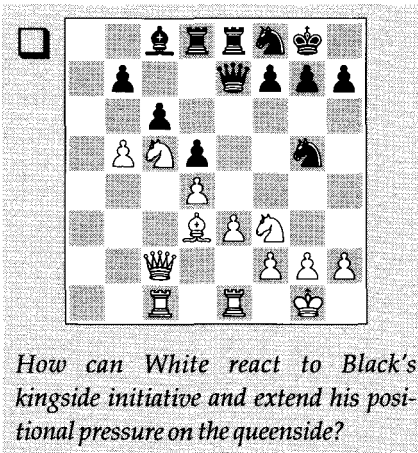 How can White react to Black's
kingside initiative and extend his posi-
tional pressure on the queenside?